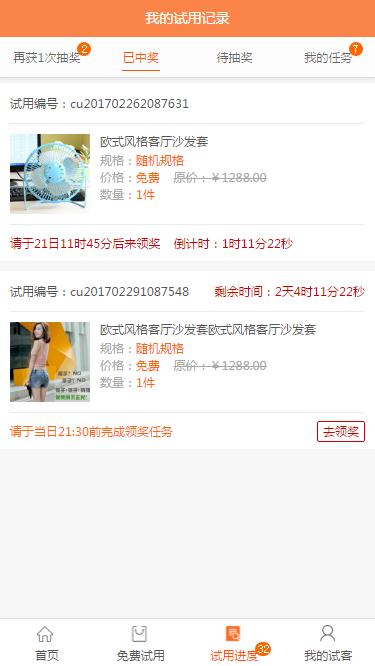 我的试用记录
再获1次抽奖 2 已中奖 待抽奖 我的任务 7
试用编号：cu201702262087631
欧式风格客厅沙发套
规格：随机规格
价格：免费 原价：￥1288.00
数量：1件
请于21日11时45分后来领奖 倒计时：1时11分22秒
试用编号：cu201702291087548 剩余时间：2天4时11分22秒
欧式风格客厅沙发套欧式风格客厅沙发套
规格：随机规格
价格：免费 原价：￥1288.00
数量：1件
请于当日21:30前完成领奖任务 去领奖
首页 免费试用 试用进度 32 我的试客